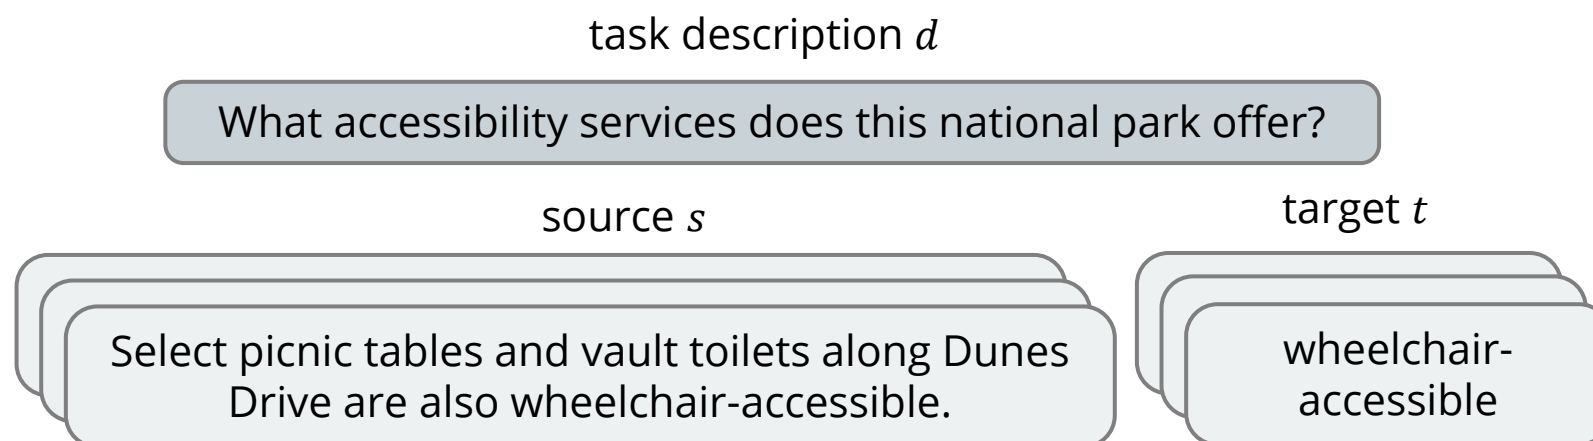 task description d
What accessibility services does this national park offer?
source s
target t
Select picnic tables and vault toilets along Dunes
Drive are also wheelchair-accessible.
wheelchair-
accessible